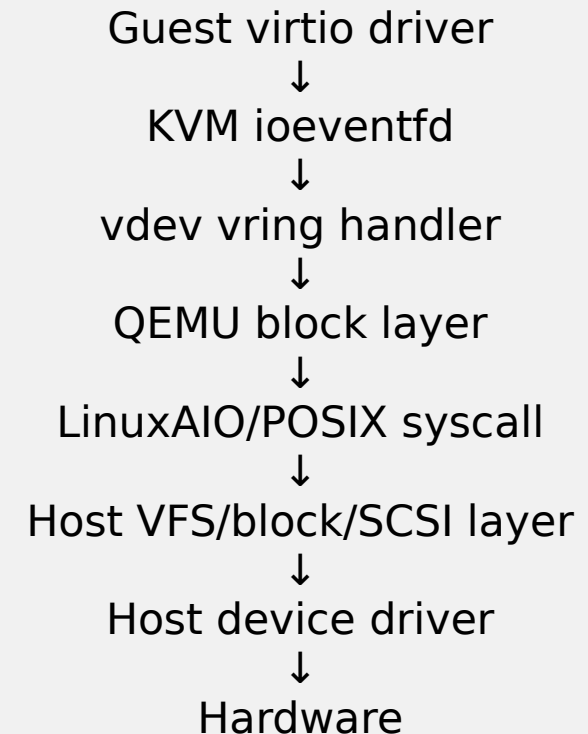 Guest virtio driver
↓
KVM ioeventfd
↓
vdev vring handler
↓
QEMU block layer
↓
LinuxAIO/POSIX syscall
↓
Host VFS/block/SCSI layer
↓
Host device driver
↓
Hardware